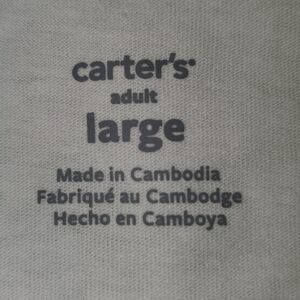 carter's
adult
large
Made in Cambodia
Fabriqué au Cambodge
Hecho en Camboya